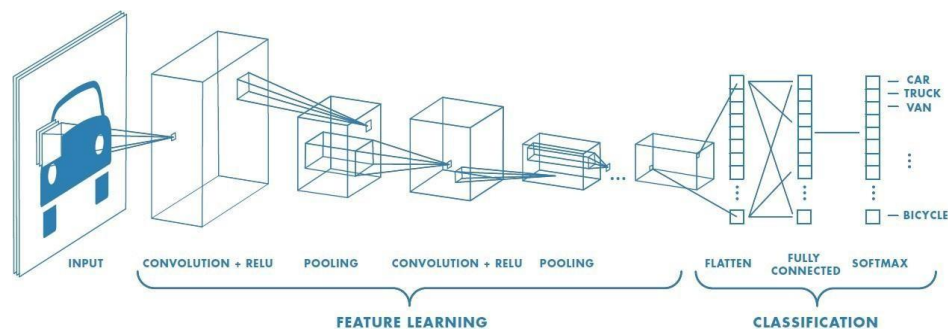 CAR
TRUCK
VAN
BICYCLE
INPUT
CONVOLUTION + RELU
POOLING
CONVOLUTION + RELU
POOLING
FLATTEN
FULLY
CONNECTED
SOFTMAX
FEATURE LEARNING
CLASSIFICATION